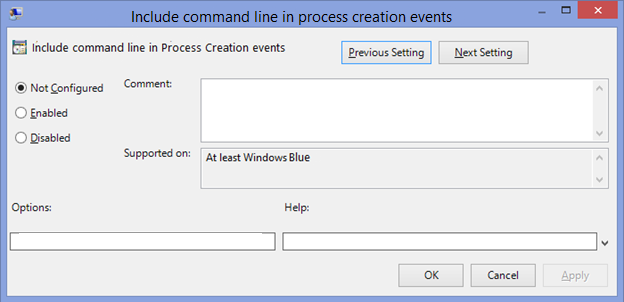 Include command line in process creation events
Include command line in Process Creation events
Previous Setting
Next Setting
Not Configured
Comment:
Enabled
Disabled
Supported on:
At least Windows Blue
Options:
Help:
OK
Cancel
Apply